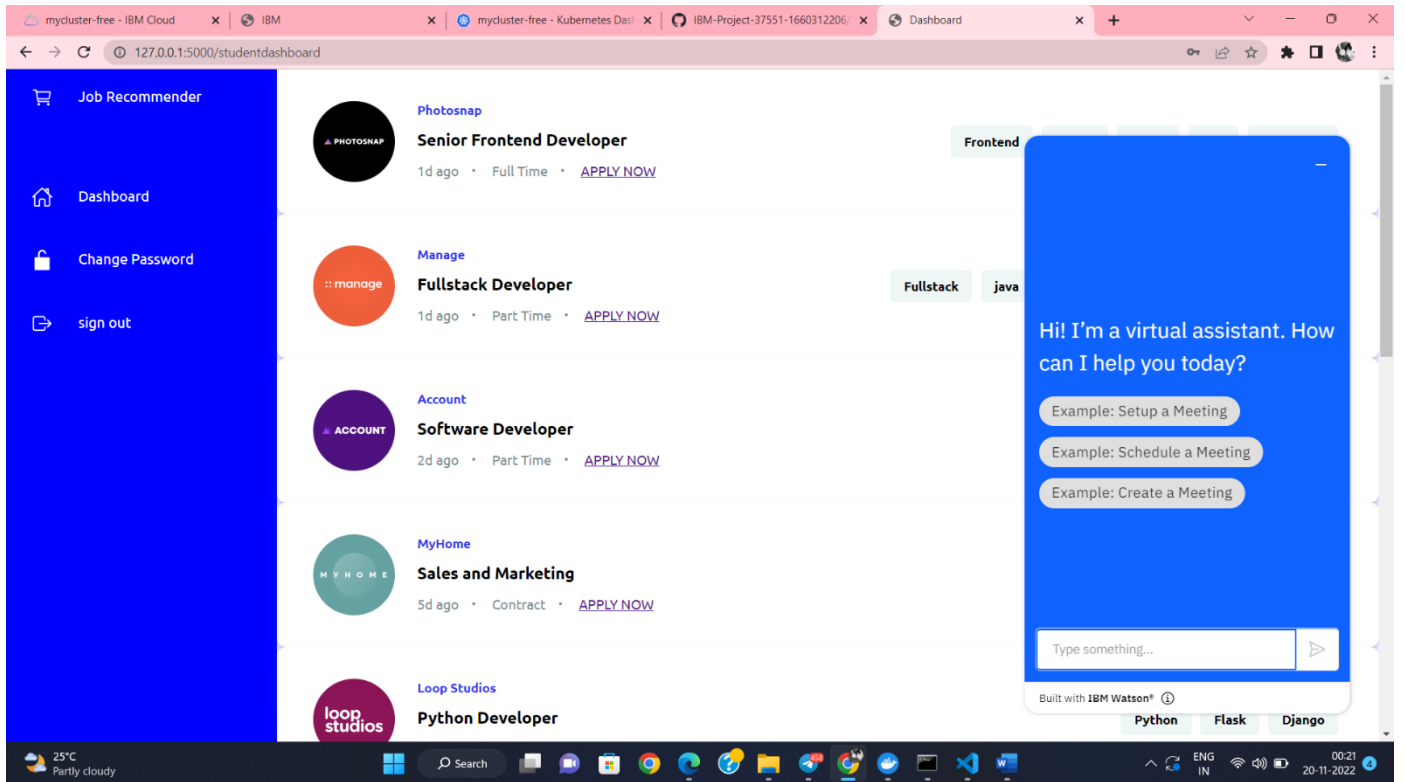 mycluster-free - IBM Cloud
IBM
mycluster-free - Kubernetes Das
IBM-Project-37551-1660312206/
Dashboard
127.0.0.1:5000/studentdashboard
Job Recommender
Dashboard
Change Password
sign out
PHOTOSNAP
Photosnap
Senior Frontend Developer
1d ago • Full Time • APPLY NOW
Frontend
:: manage
Manage
Fullstack Developer
1d ago • Part Time • APPLY NOW
Fullstack java
ACCOUNT
Account
Software Developer
2d ago • Part Time • APPLY NOW
MYHOME
MyHome
Sales and Marketing
5d ago • Contract • APPLY NOW
loop
studios
Loop Studios
Python Developer
Python Flask Django
Hi! I’m a virtual assistant. How
can I help you today?
Example: Setup a Meeting
Example: Schedule a Meeting
Example: Create a Meeting
Type something...
Built with IBM Watson®
25°C
Partly cloudy
Search
458
ENG
IN
00:21
20-11-2022
4